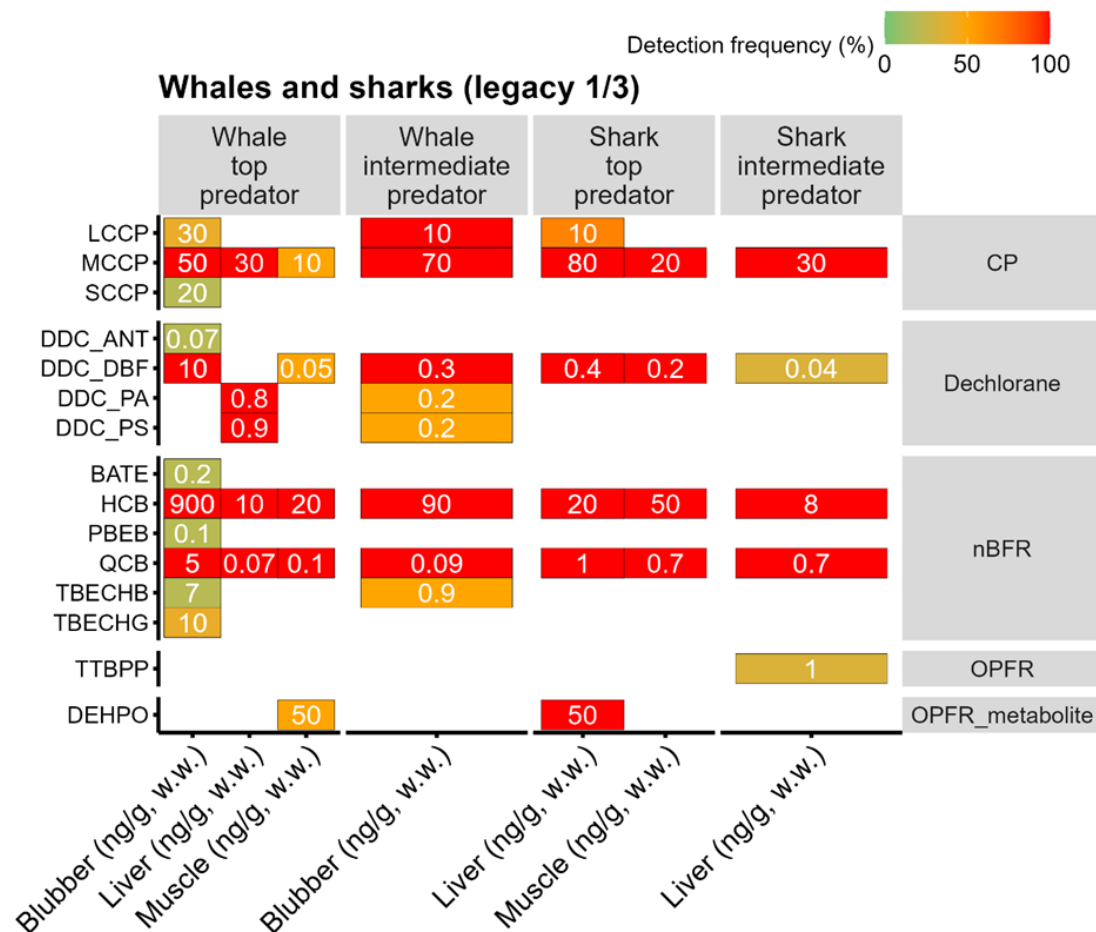 Detection frequency (%)
0 50 100
Whales and sharks (legacy 1/3)
Whale
top
predator
Whale
intermediate
predator
Shark
top
predator
Shark
intermediate
predator
LCCP 30 10 10
MCCP 50 30 10 70 80 20 30
SCCP 20
CP
DDC_ANT 0.07
DDC_DBF 10 0.05 0.3 0.4 0.2 0.04
DDC_PA 0.8 0.2
DDC_PS 0.9 0.2
Dechlorane
BATE 0.2
HCB 900 10 20 90 20 50 8
PBEB 0.1
QCB 5 0.07 0.1 0.09 1 0.7 0.7
TBECHB 7 0.9
TBECHG 10
nBFR
TTBPP 1 OPFR
DEHPO 50 50 OPFR_metabolite
Blubber (ng/g, w.w.)
Liver (ng/g, w.w.)
Muscle (ng/g, w.w.)
Blubber (ng/g, w.w.)
Liver (ng/g, w.w.)
Muscle (ng/g, w.w.)
Liver (ng/g, w.w.)